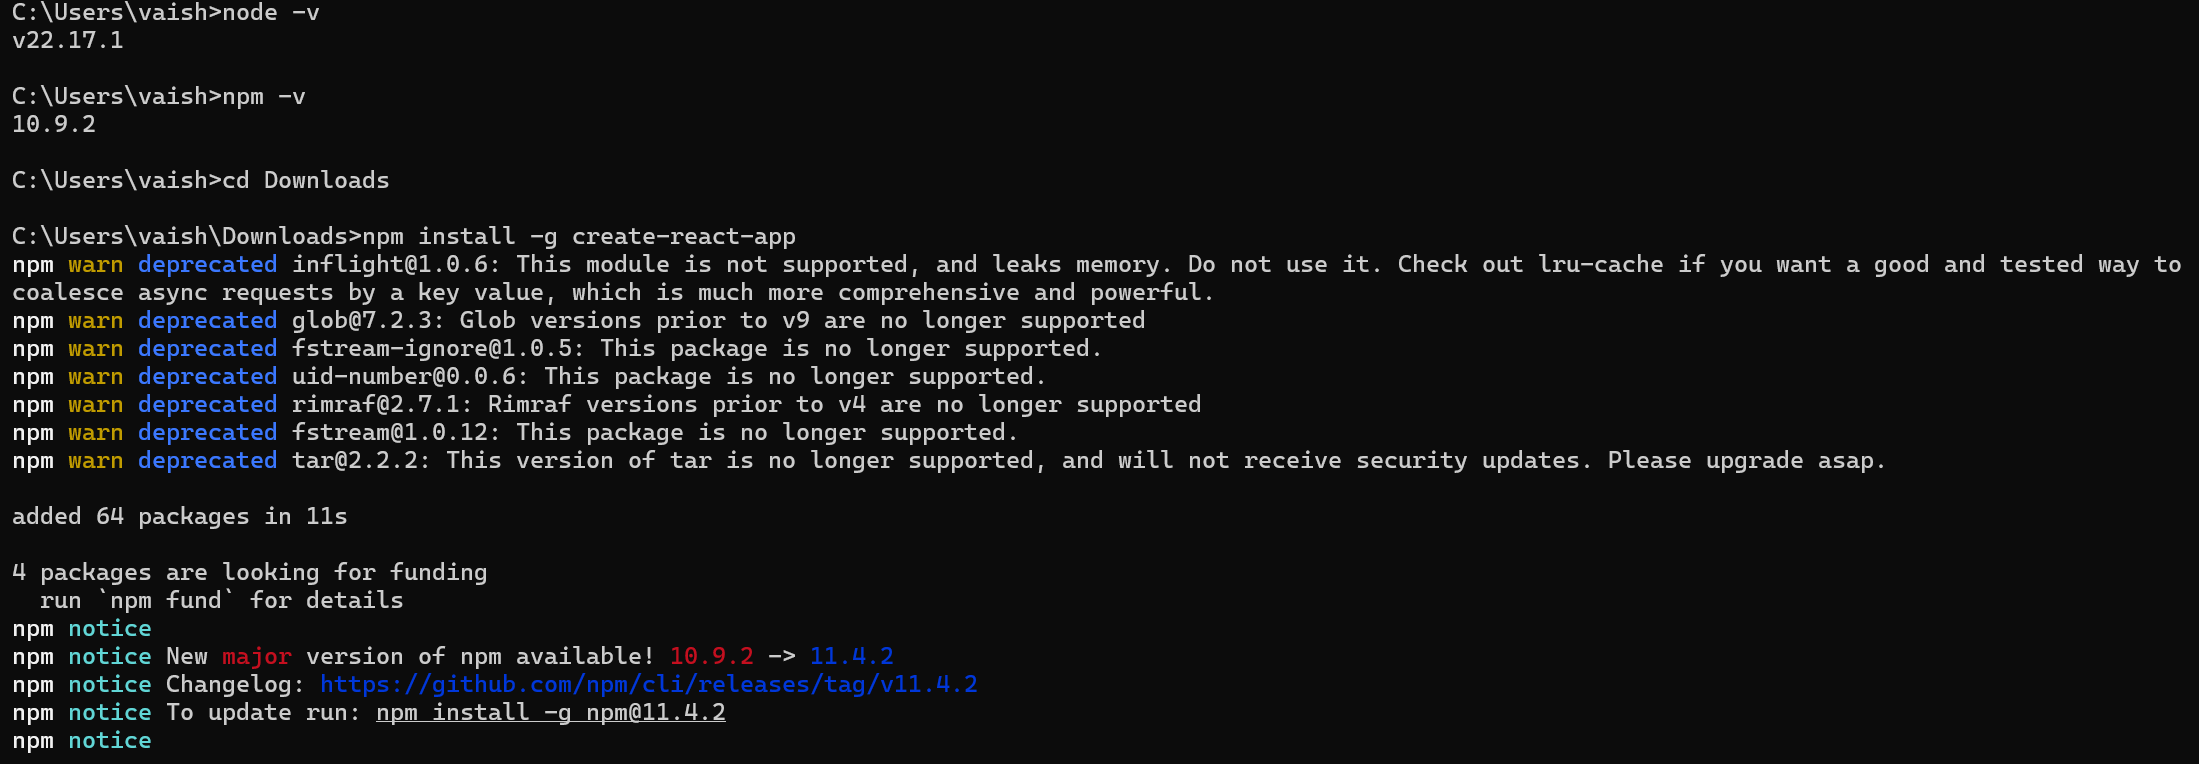 C:\Users\vaish>node -v
v22.17.1
C:\Users\vaish>npm -v
10.9.2
C:\Users\vaish>cd Downloads
C:\Users\vaish\Downloads>npm install -g create-react-app
npm warn deprecated inflight@1.0.6: This module is not supported, and leaks memory. Do not use it. Check out lru-cache if you want a good and tested way to
coalesce async requests by a key value, which is much more comprehensive and powerful.
npm warn deprecated glob@7.2.3: Glob versions prior to v9 are no longer supported
npm warn deprecated fstream-ignore@1.0.5: This package is no longer supported.
npm warn deprecated uid-number@0.0.6: This package is no longer supported.
npm warn deprecated rimraf@2.7.1: Rimraf versions prior to v4 are no longer supported
npm warn deprecated fstream@1.0.12: This package is no longer supported.
npm warn deprecated tar@2.2.2: This version of tar is no longer supported, and will not receive security updates. Please upgrade asap.
added 64 packages in 11s
4 packages are looking for funding
  run `npm fund` for details
npm notice
npm notice New major version of npm available! 10.9.2 -> 11.4.2
npm notice Changelog: https://github.com/npm/cli/releases/tag/v11.4.2
npm notice To update run: npm install -g npm@11.4.2
npm notice